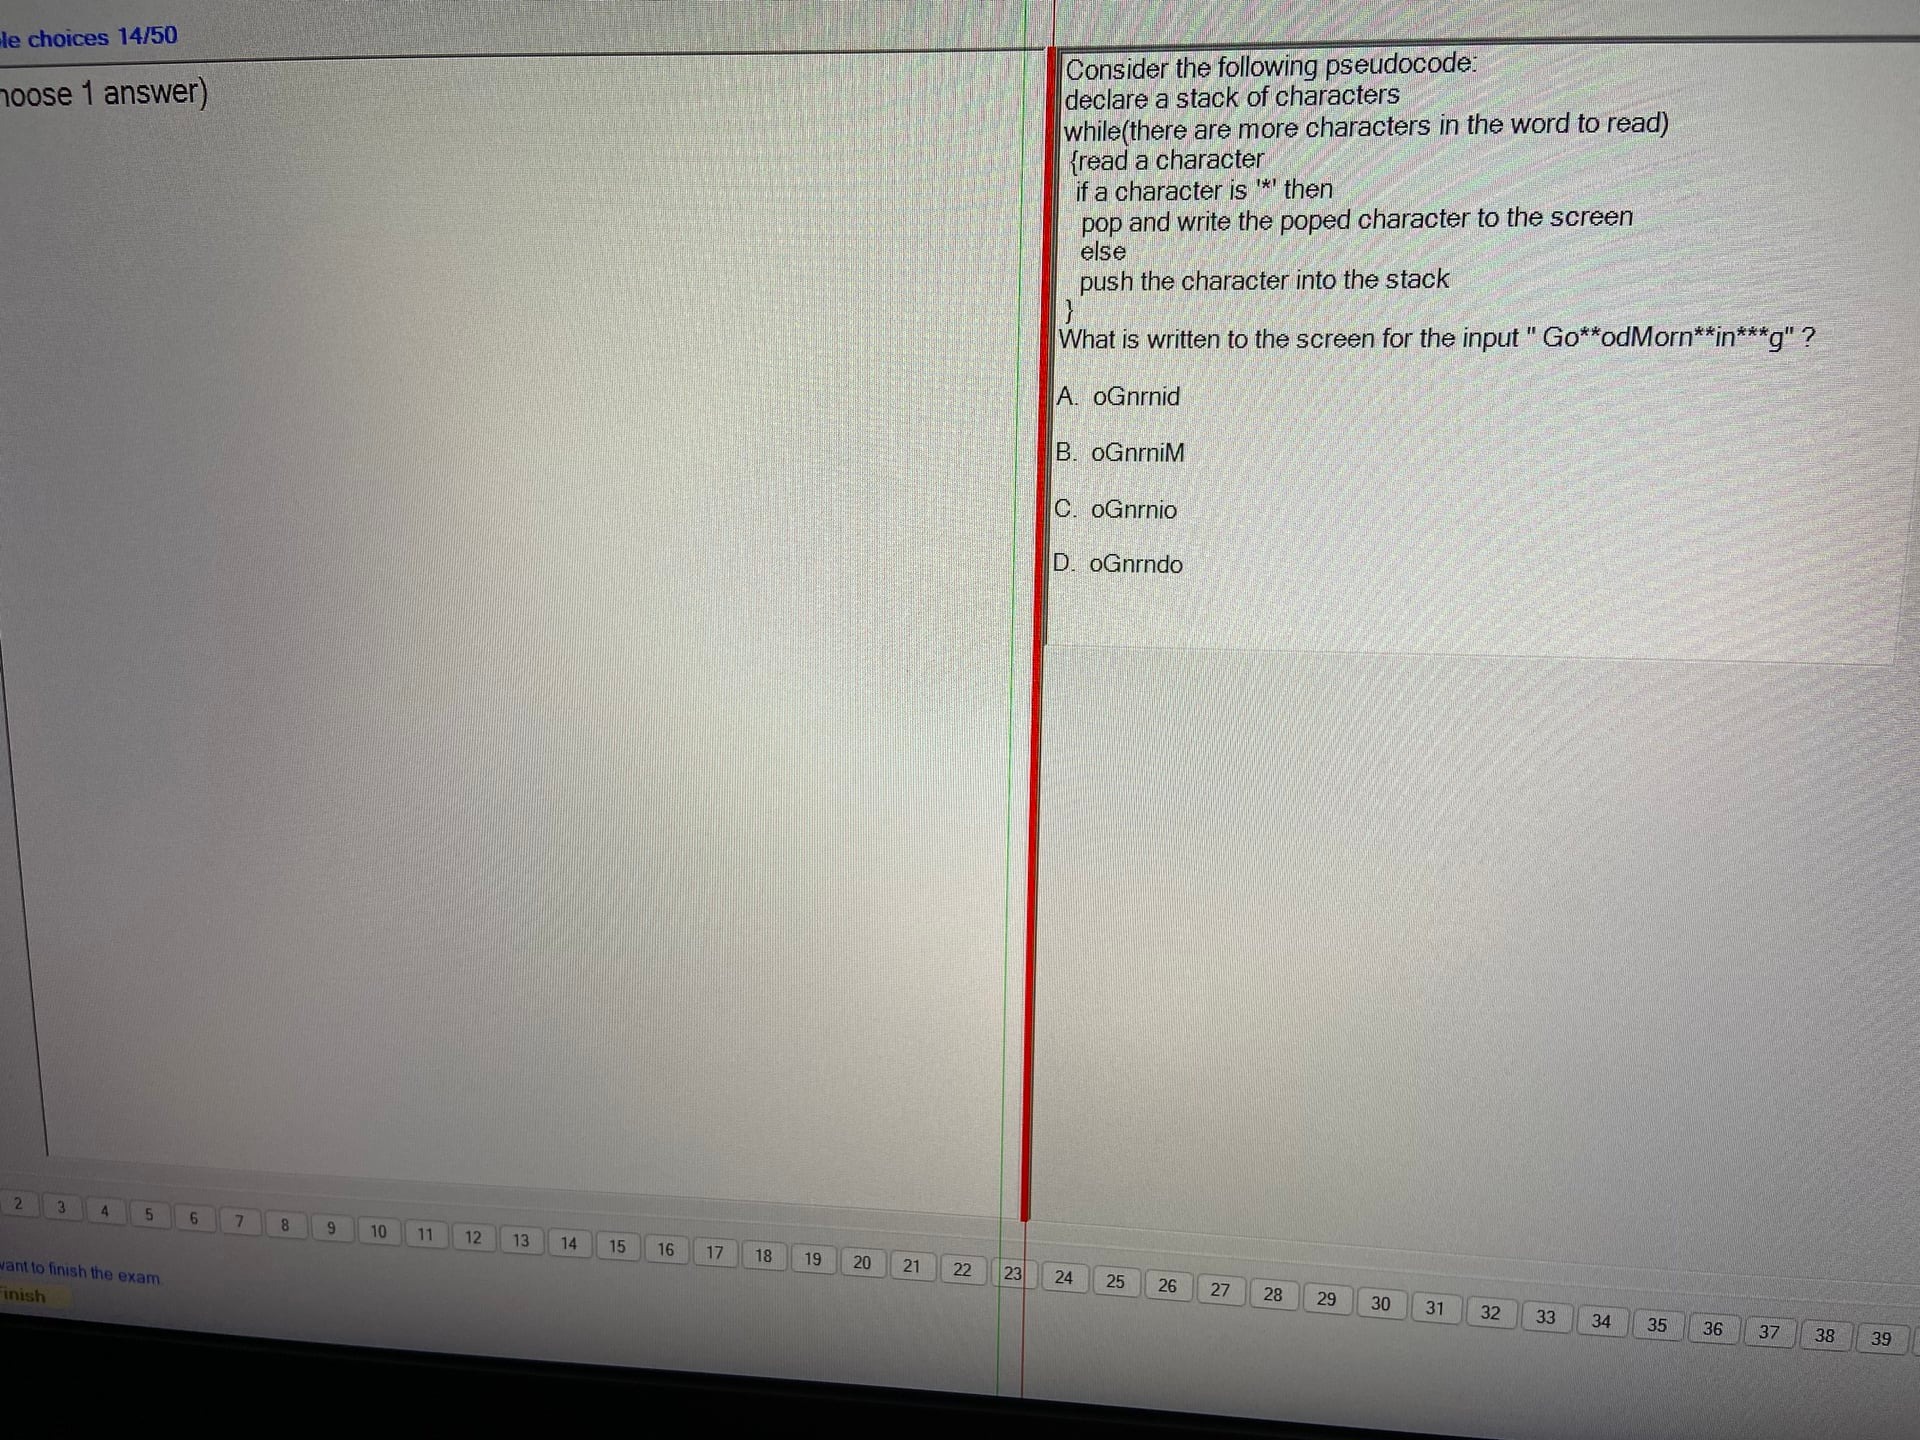 le choices 14/50
hoose 1 answer)
Consider the following pseudocode:
declare a stack of characters
while(there are more characters in the word to read)
{read a character
if a character is '*' then
pop and write the poped character to the screen
else
push the character into the stack
}
What is written to the screen for the input " Go**odMorn**in***g" ?
A. oGnrnid
B. oGnrniM
C. oGnrnio
D. oGnrndo
2 3 4 5 6 7 8 9 10 11 12 13 14 15 16 17 18 19 20 21 22 23 24 25 26 27 28 29 30 31 32 33 34 35 36 37 38 39
want to finish the exam.
Finish